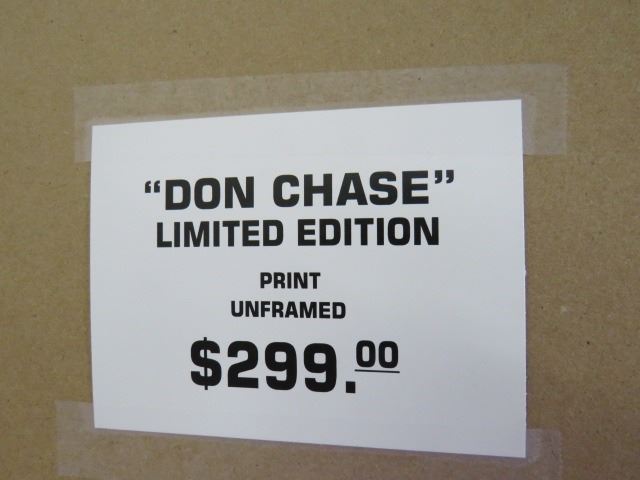 “DON CHASE”
LIMITED EDITION
PRINT
UNFRAMED
$299.00